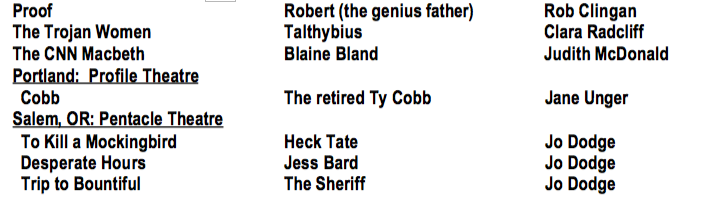 Proof Robert (the genius father) Rob Clingan
The Trojan Women Talthybius Clara Radcliff
The CNN Macbeth Blaine Bland Judith McDonald
Portland: Profile Theatre
Cobb The retired Ty Cobb Jane Unger
Salem, OR: Pentacle Theatre
To Kill a Mockingbird Heck Tate Jo Dodge
Desperate Hours Jess Bard Jo Dodge
Trip to Bountiful The Sheriff Jo Dodge